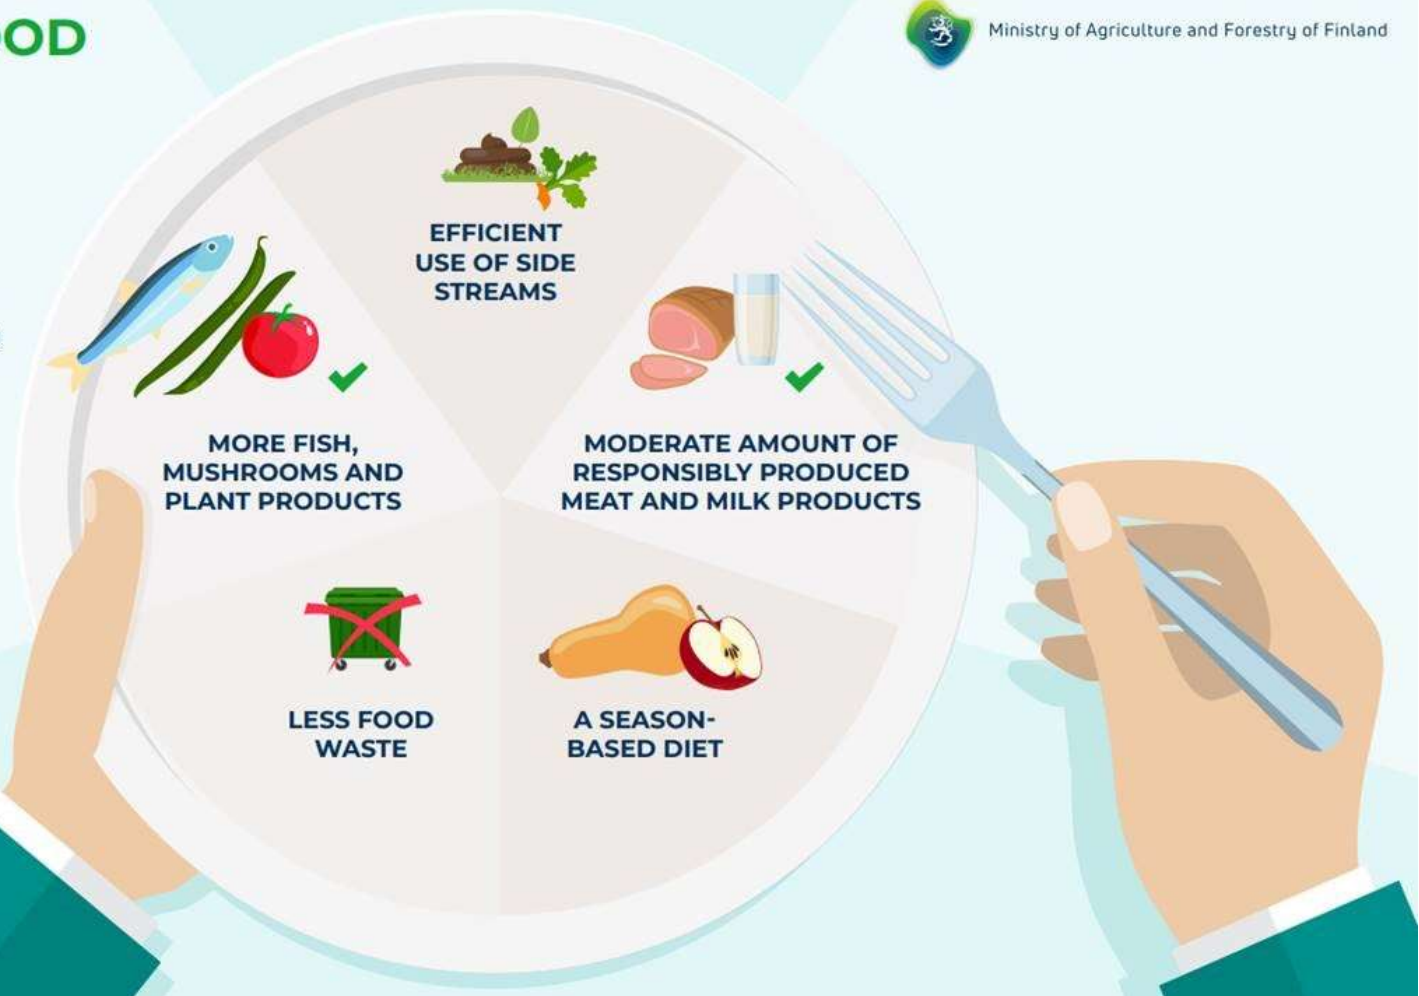 OOD
Ministry of Agriculture and Forestry of Finland
EFFICIENT
USE OF SIDE
STREAMS
MORE FISH,
MUSHROOMS AND
PLANT PRODUCTS
MODERATE AMOUNT OF
RESPONSIBLY PRODUCED
MEAT AND MILK PRODUCTS
LESS FOOD
WASTE
A SEASON-
BASED DIET